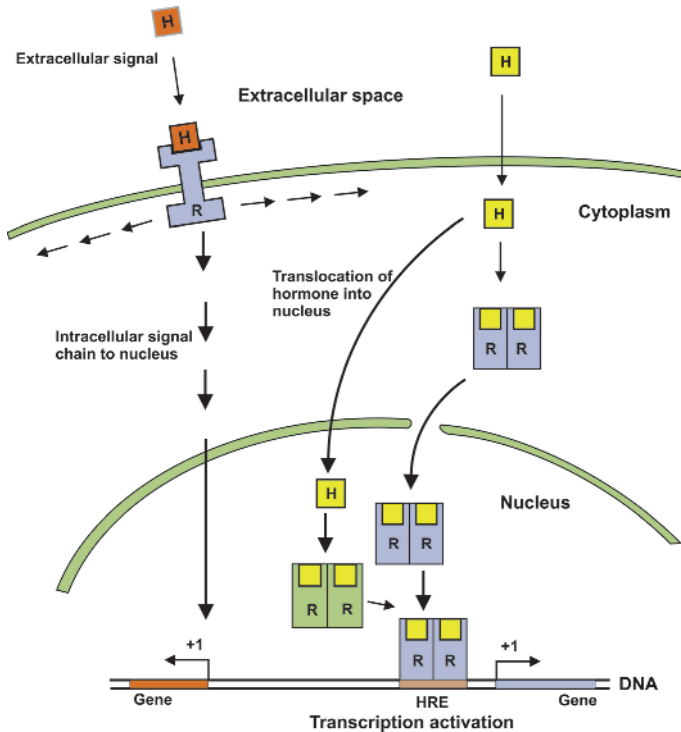 H
Extracellular signal
H
Extracellular space
H
R
H
Cytoplasm
Translocation of
hormone into
nucleus
Intracellular signal
chain to nucleus
R R
H
Nucleus
R R
R R
R R
+1
+1
Gene
HRE
Gene
DNA
Transcription activation